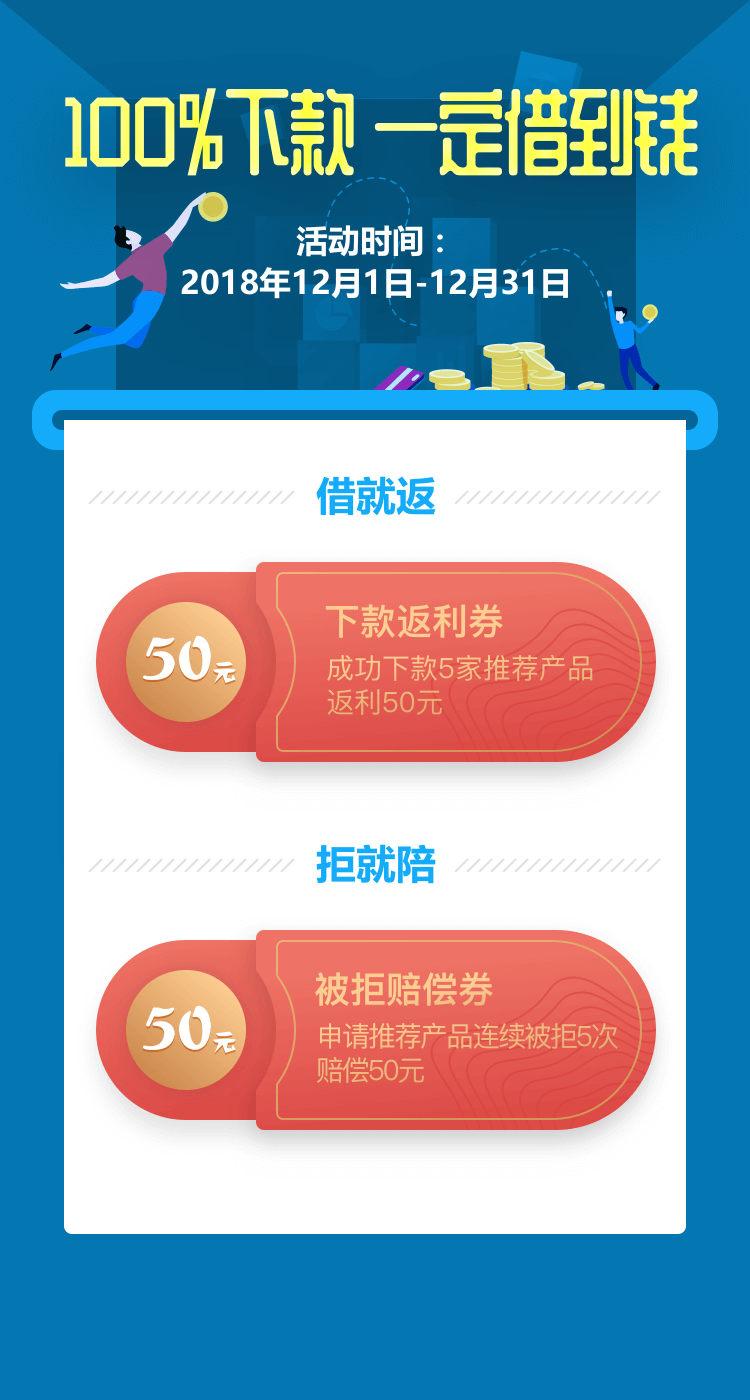 100%下款 一定借到钱
活动时间：
2018年12月1日-12月31日
借就返
50元
下款返利券
成功下款5家推荐产品
返利50元
拒就陪
50元
被拒赔偿券
申请推荐产品连续被拒5次
赔偿50元